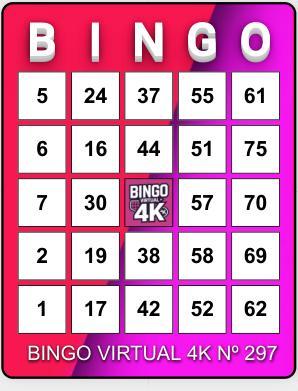 B I N G O
5 24 37 55 61
6 16 44 51 75
7 30 BINGO VIRTUAL 4K 57 70
2 19 38 58 69
1 17 42 52 62
BINGO VIRTUAL 4K Nº 297